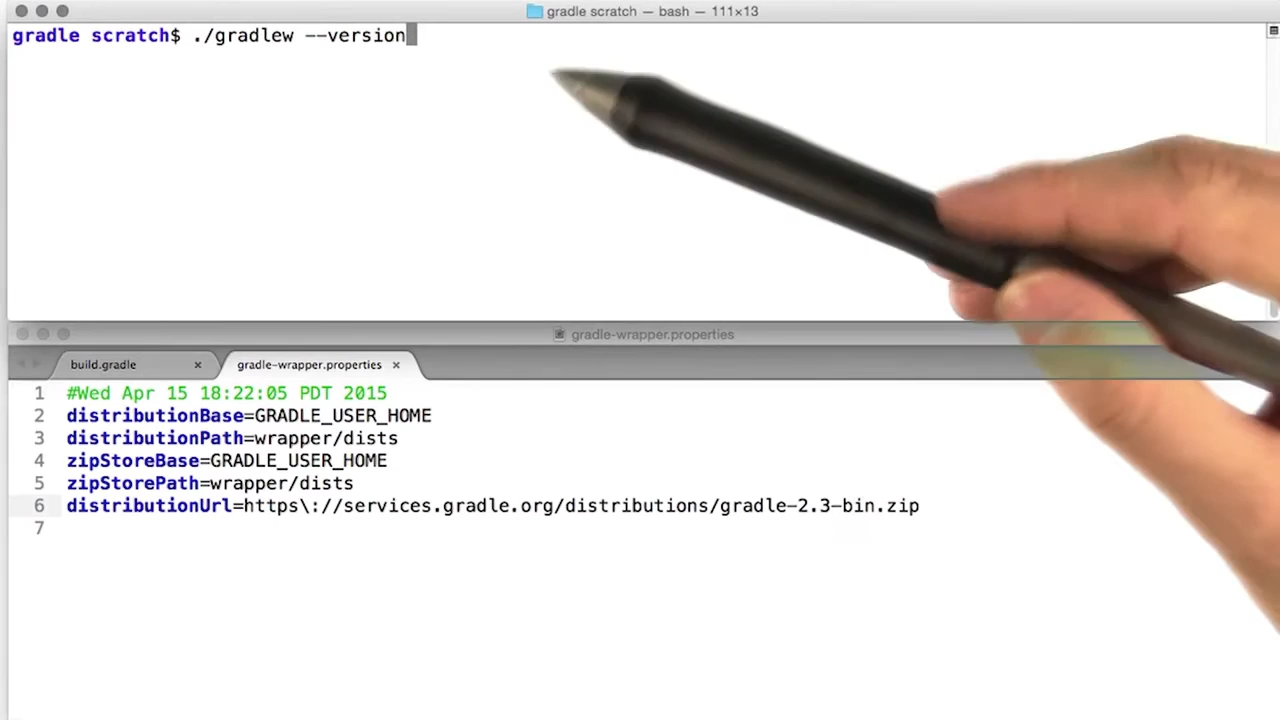 gradle scratch — bash — 111×13
gradle scratch$ ./gradlew --version
gradle-wrapper.properties
build.gradle × gradle-wrapper.properties ×
1 #Wed Apr 15 18:22:05 PDT 2015
2 distributionBase=GRADLE_USER_HOME
3 distributionPath=wrapper/dists
4 zipStoreBase=GRADLE_USER_HOME
5 zipStorePath=wrapper/dists
6 distributionUrl=https\://services.gradle.org/distributions/gradle-2.3-bin.zip
7